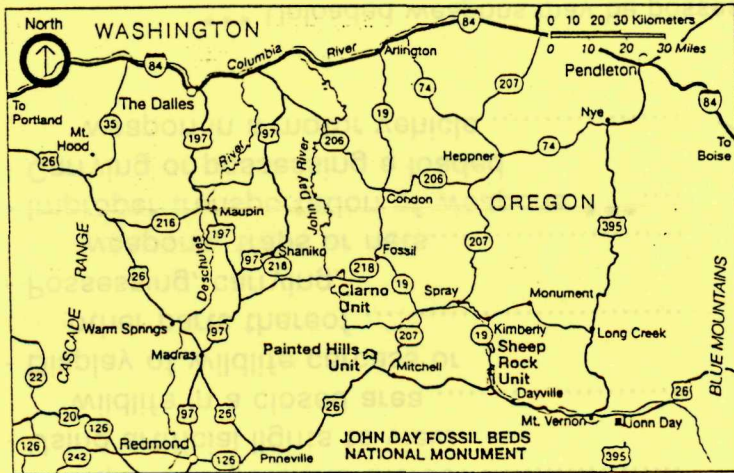 North
WASHINGTON
84
0 10 20 30 Kilometers
0 10 20 30 Miles
Columbia
River
Arlington
84
Pendleton
To
Portland
35
The Dalles
74
207
Nye
84
To
Boise
Mt.
Hood
26
197
River
97
206
19
Heppner
74
John Day River
206
Condon
OREGON
216
Maupin
197
Deschutes
97
Shaniko
218
218
Fossil
207
395
RANGE
CASCADE
26
Clarno
Unit
19
Spray
Monument
Warm Springs
97
207
19
Kimberly
Long Creek
BLUE MOUNTAINS
Madras
Painted Hills
Unit
Mitchell
Sheep
Rock
Unit
22
26
Dayville
26
20
97
26
Mt. Vernon
John Day
126
126
Redmond
242
126
Prineville
JOHN DAY FOSSIL BEDS
NATIONAL MONUMENT
395